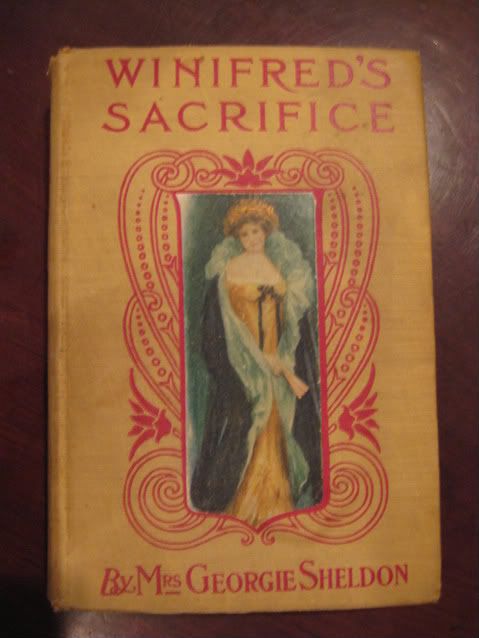 WINIFRED'S
SACRIFICE
By MRS GEORGIE SHELDON